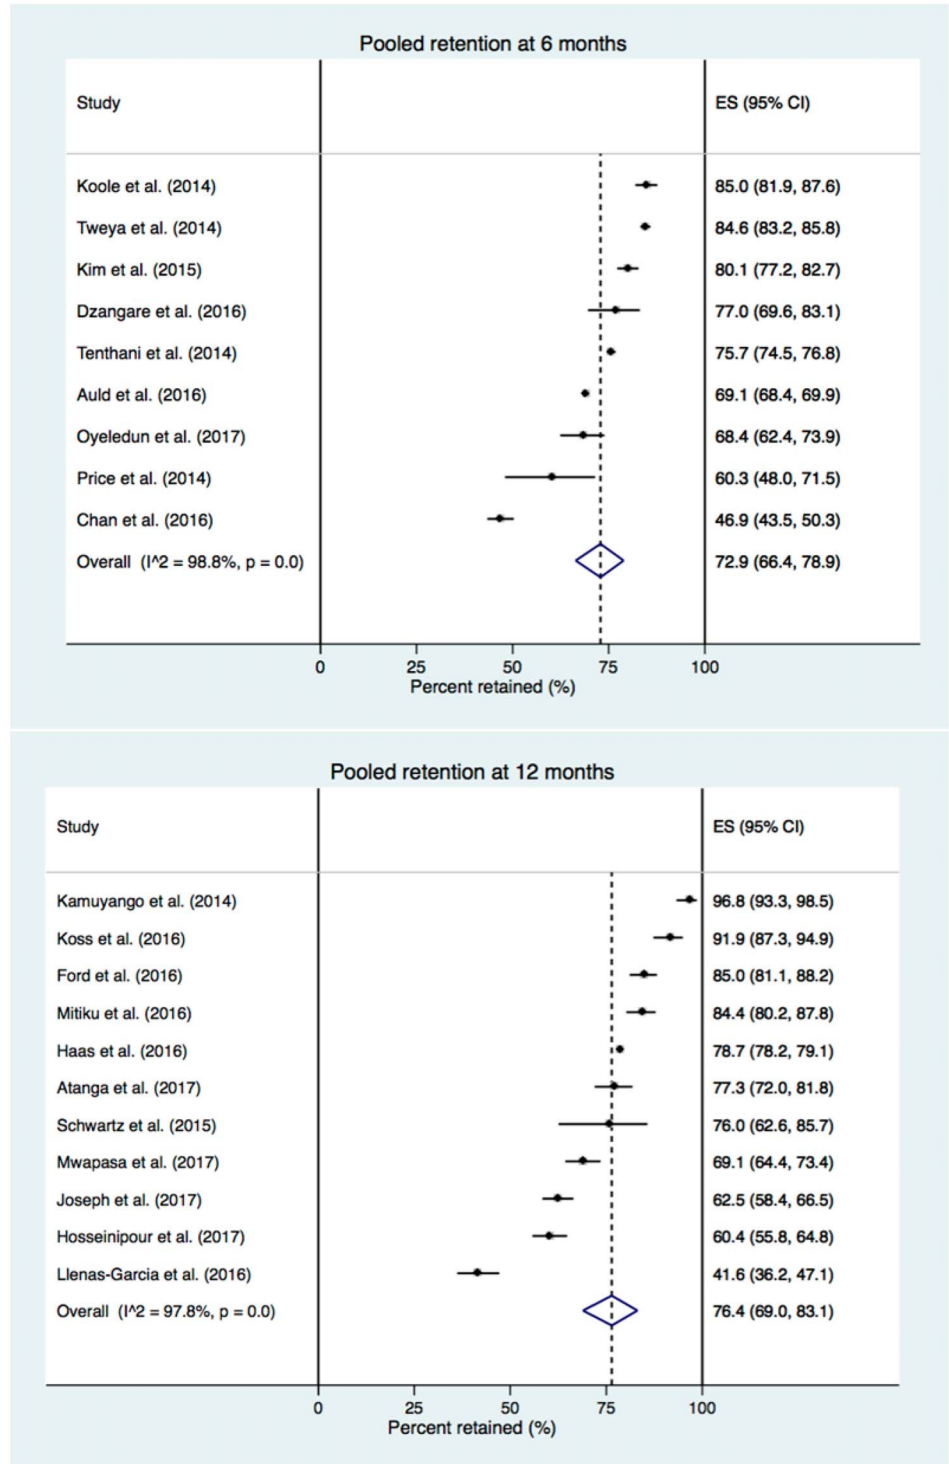 Pooled retention at 6 months
Study ES (95% CI)
Koole et al. (2014) 85.0 (81.9, 87.6)
Tweya et al. (2014) 84.6 (83.2, 85.8)
Kim et al. (2015) 80.1 (77.2, 82.7)
Dzangare et al. (2016) 77.0 (69.6, 83.1)
Tenthani et al. (2014) 75.7 (74.5, 76.8)
Auld et al. (2016) 69.1 (68.4, 69.9)
Oyeledun et al. (2017) 68.4 (62.4, 73.9)
Price et al. (2014) 60.3 (48.0, 71.5)
Chan et al. (2016) 46.9 (43.5, 50.3)
Overall (I^2 = 98.8%, p = 0.0) 72.9 (66.4, 78.9)
0 25 50 75 100
Percent retained (%)
Pooled retention at 12 months
Study ES (95% CI)
Kamuyango et al. (2014) 96.8 (93.3, 98.5)
Koss et al. (2016) 91.9 (87.3, 94.9)
Ford et al. (2016) 85.0 (81.1, 88.2)
Mitiku et al. (2016) 84.4 (80.2, 87.8)
Haas et al. (2016) 78.7 (78.2, 79.1)
Atanga et al. (2017) 77.3 (72.0, 81.8)
Schwartz et al. (2015) 76.0 (62.6, 85.7)
Mwapasa et al. (2017) 69.1 (64.4, 73.4)
Joseph et al. (2017) 62.5 (58.4, 66.5)
Hosseinipour et al. (2017) 60.4 (55.8, 64.8)
Llenas-Garcia et al. (2016) 41.6 (36.2, 47.1)
Overall (I^2 = 97.8%, p = 0.0) 76.4 (69.0, 83.1)
0 25 50 75 100
Percent retained (%)